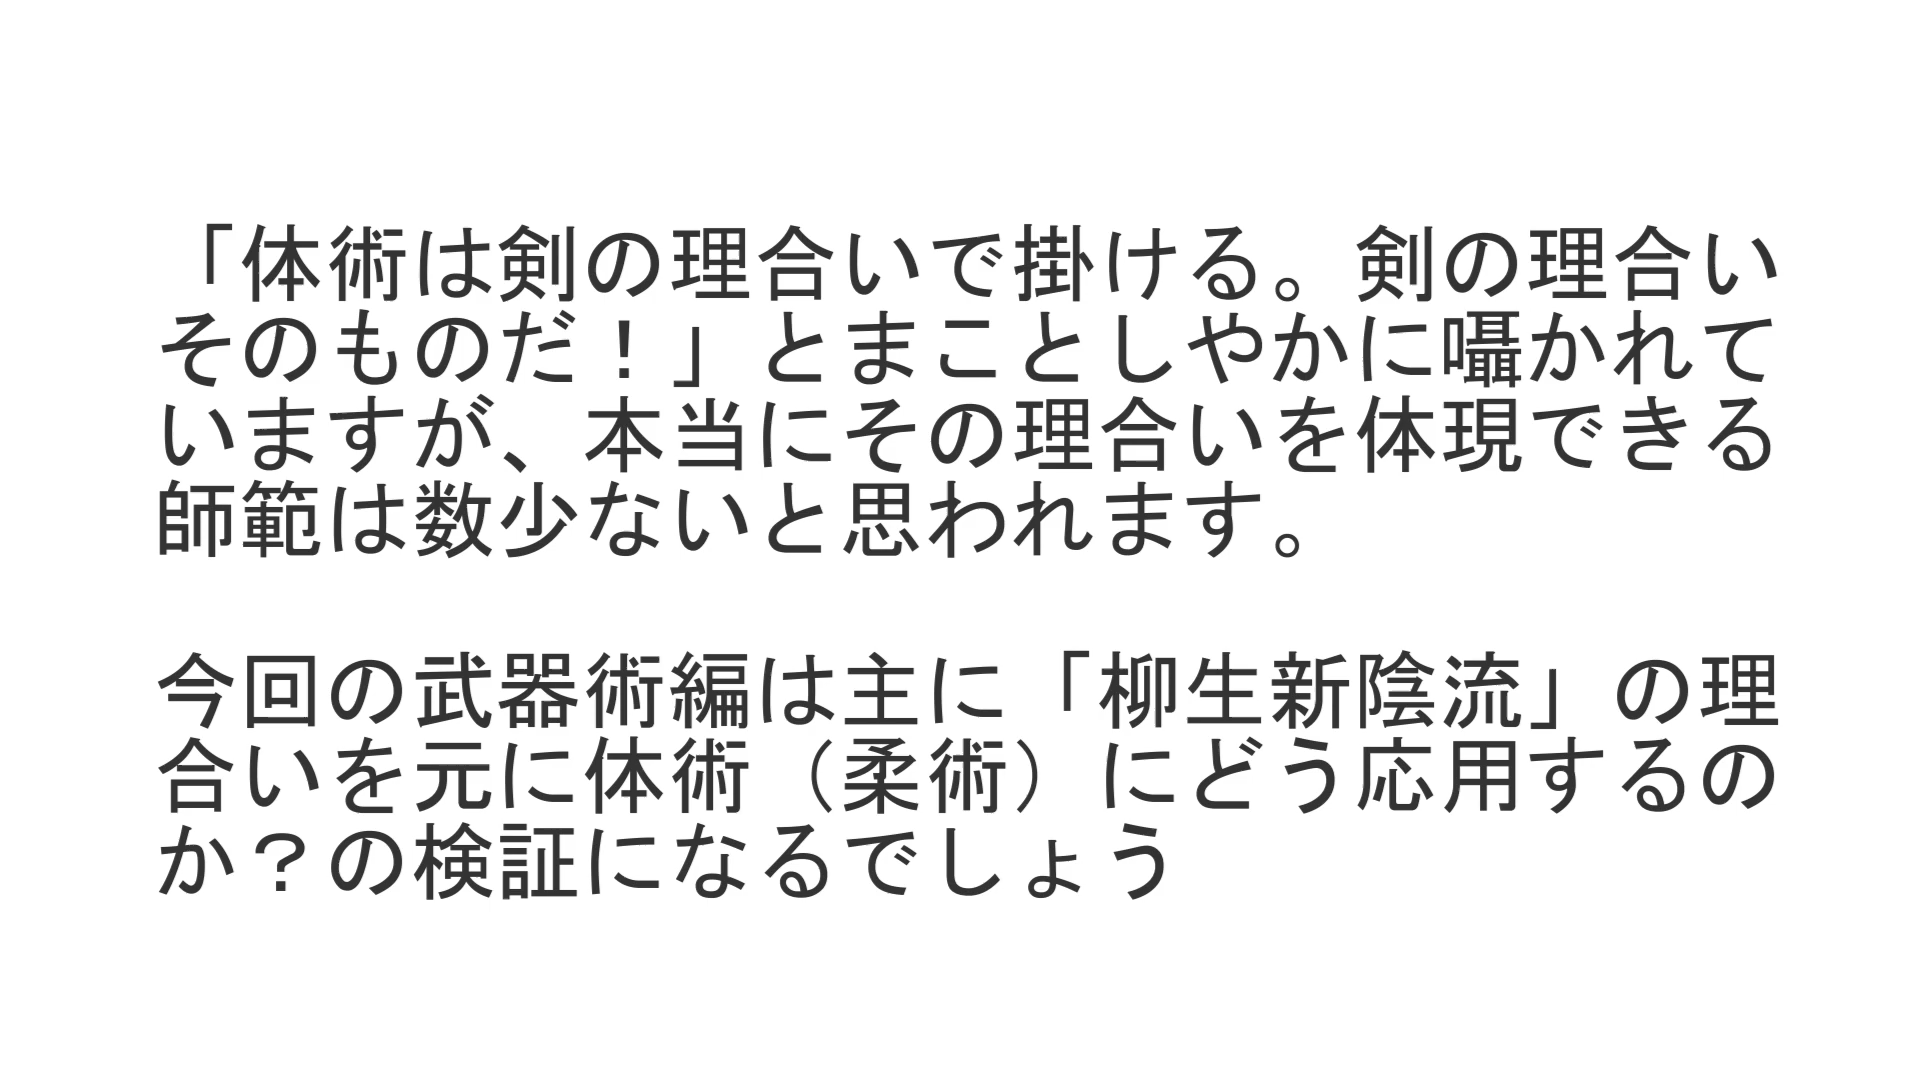 「体術は剣の理合いで掛ける。剣の理合い
そのものだ！」とまことしやかに囁かれて
いますが、本当にその理合いを体現できる
師範は数少ないと思われます。
今回の武器術編は主に「柳生新陰流」の理
合いを元に体術（柔術）にどう応用するの
か？の検証になるでしょう